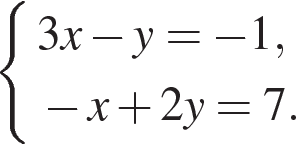 3x − y = −1,
−x + 2y = 7.